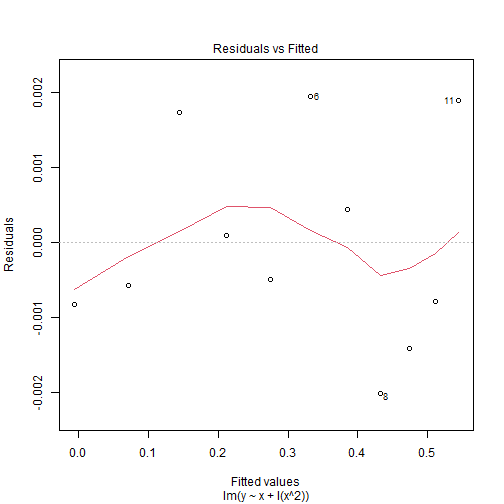 Residuals vs Fitted
0.002
0.001
0.000
-0.001
-0.002
Residuals
6
11
8
0.0 0.1 0.2 0.3 0.4 0.5
Fitted values
lm(y ~ x + I(x^2))